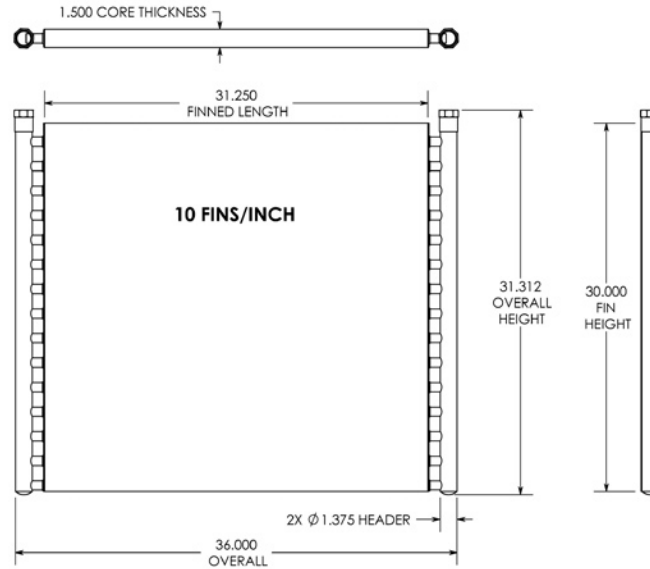 1.500 CORE THICKNESS
31.250
FINNED LENGTH
10 FINS/INCH
31.312
OVERALL
HEIGHT
30.000
FIN
HEIGHT
2X Ø 1.375 HEADER
36.000
OVERALL